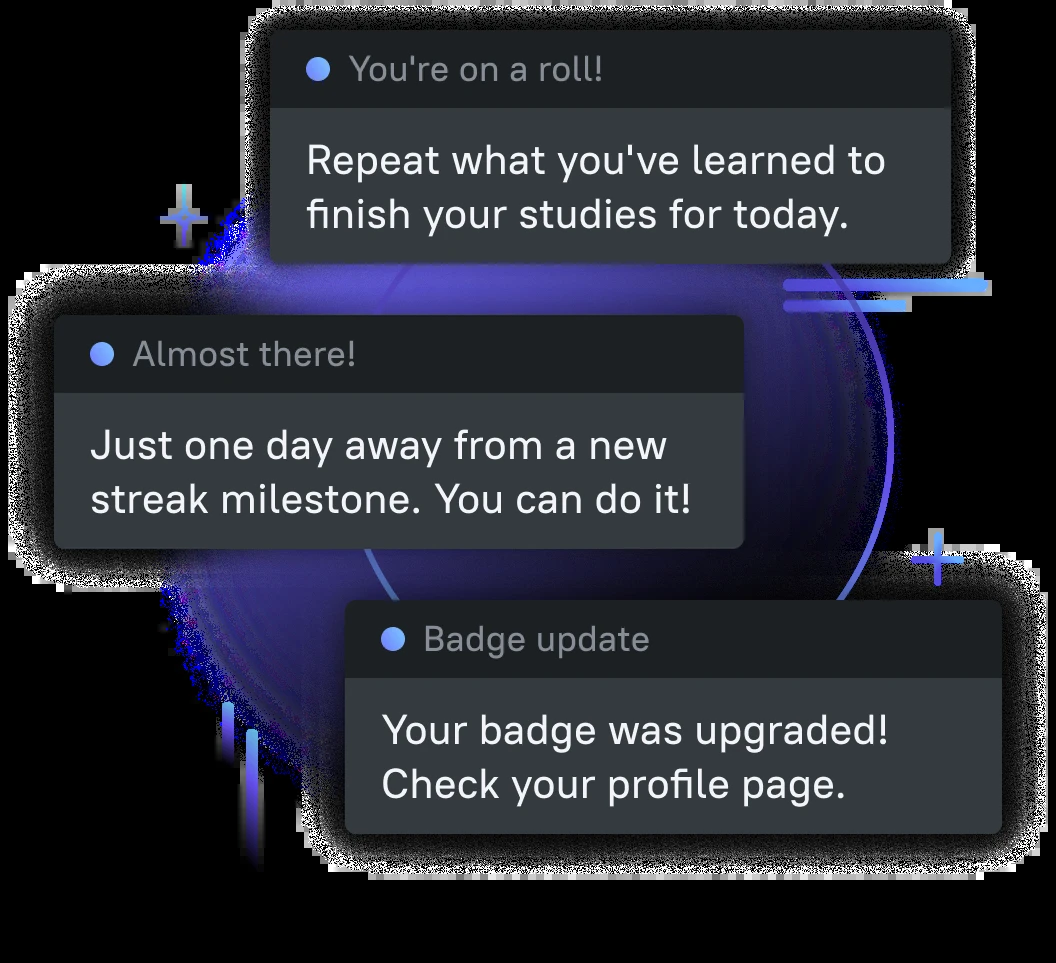 You're on a roll!
Repeat what you've learned to
finish your studies for today.
Almost there!
Just one day away from a new
streak milestone. You can do it!
Badge update
Your badge was upgraded!
Check your profile page.